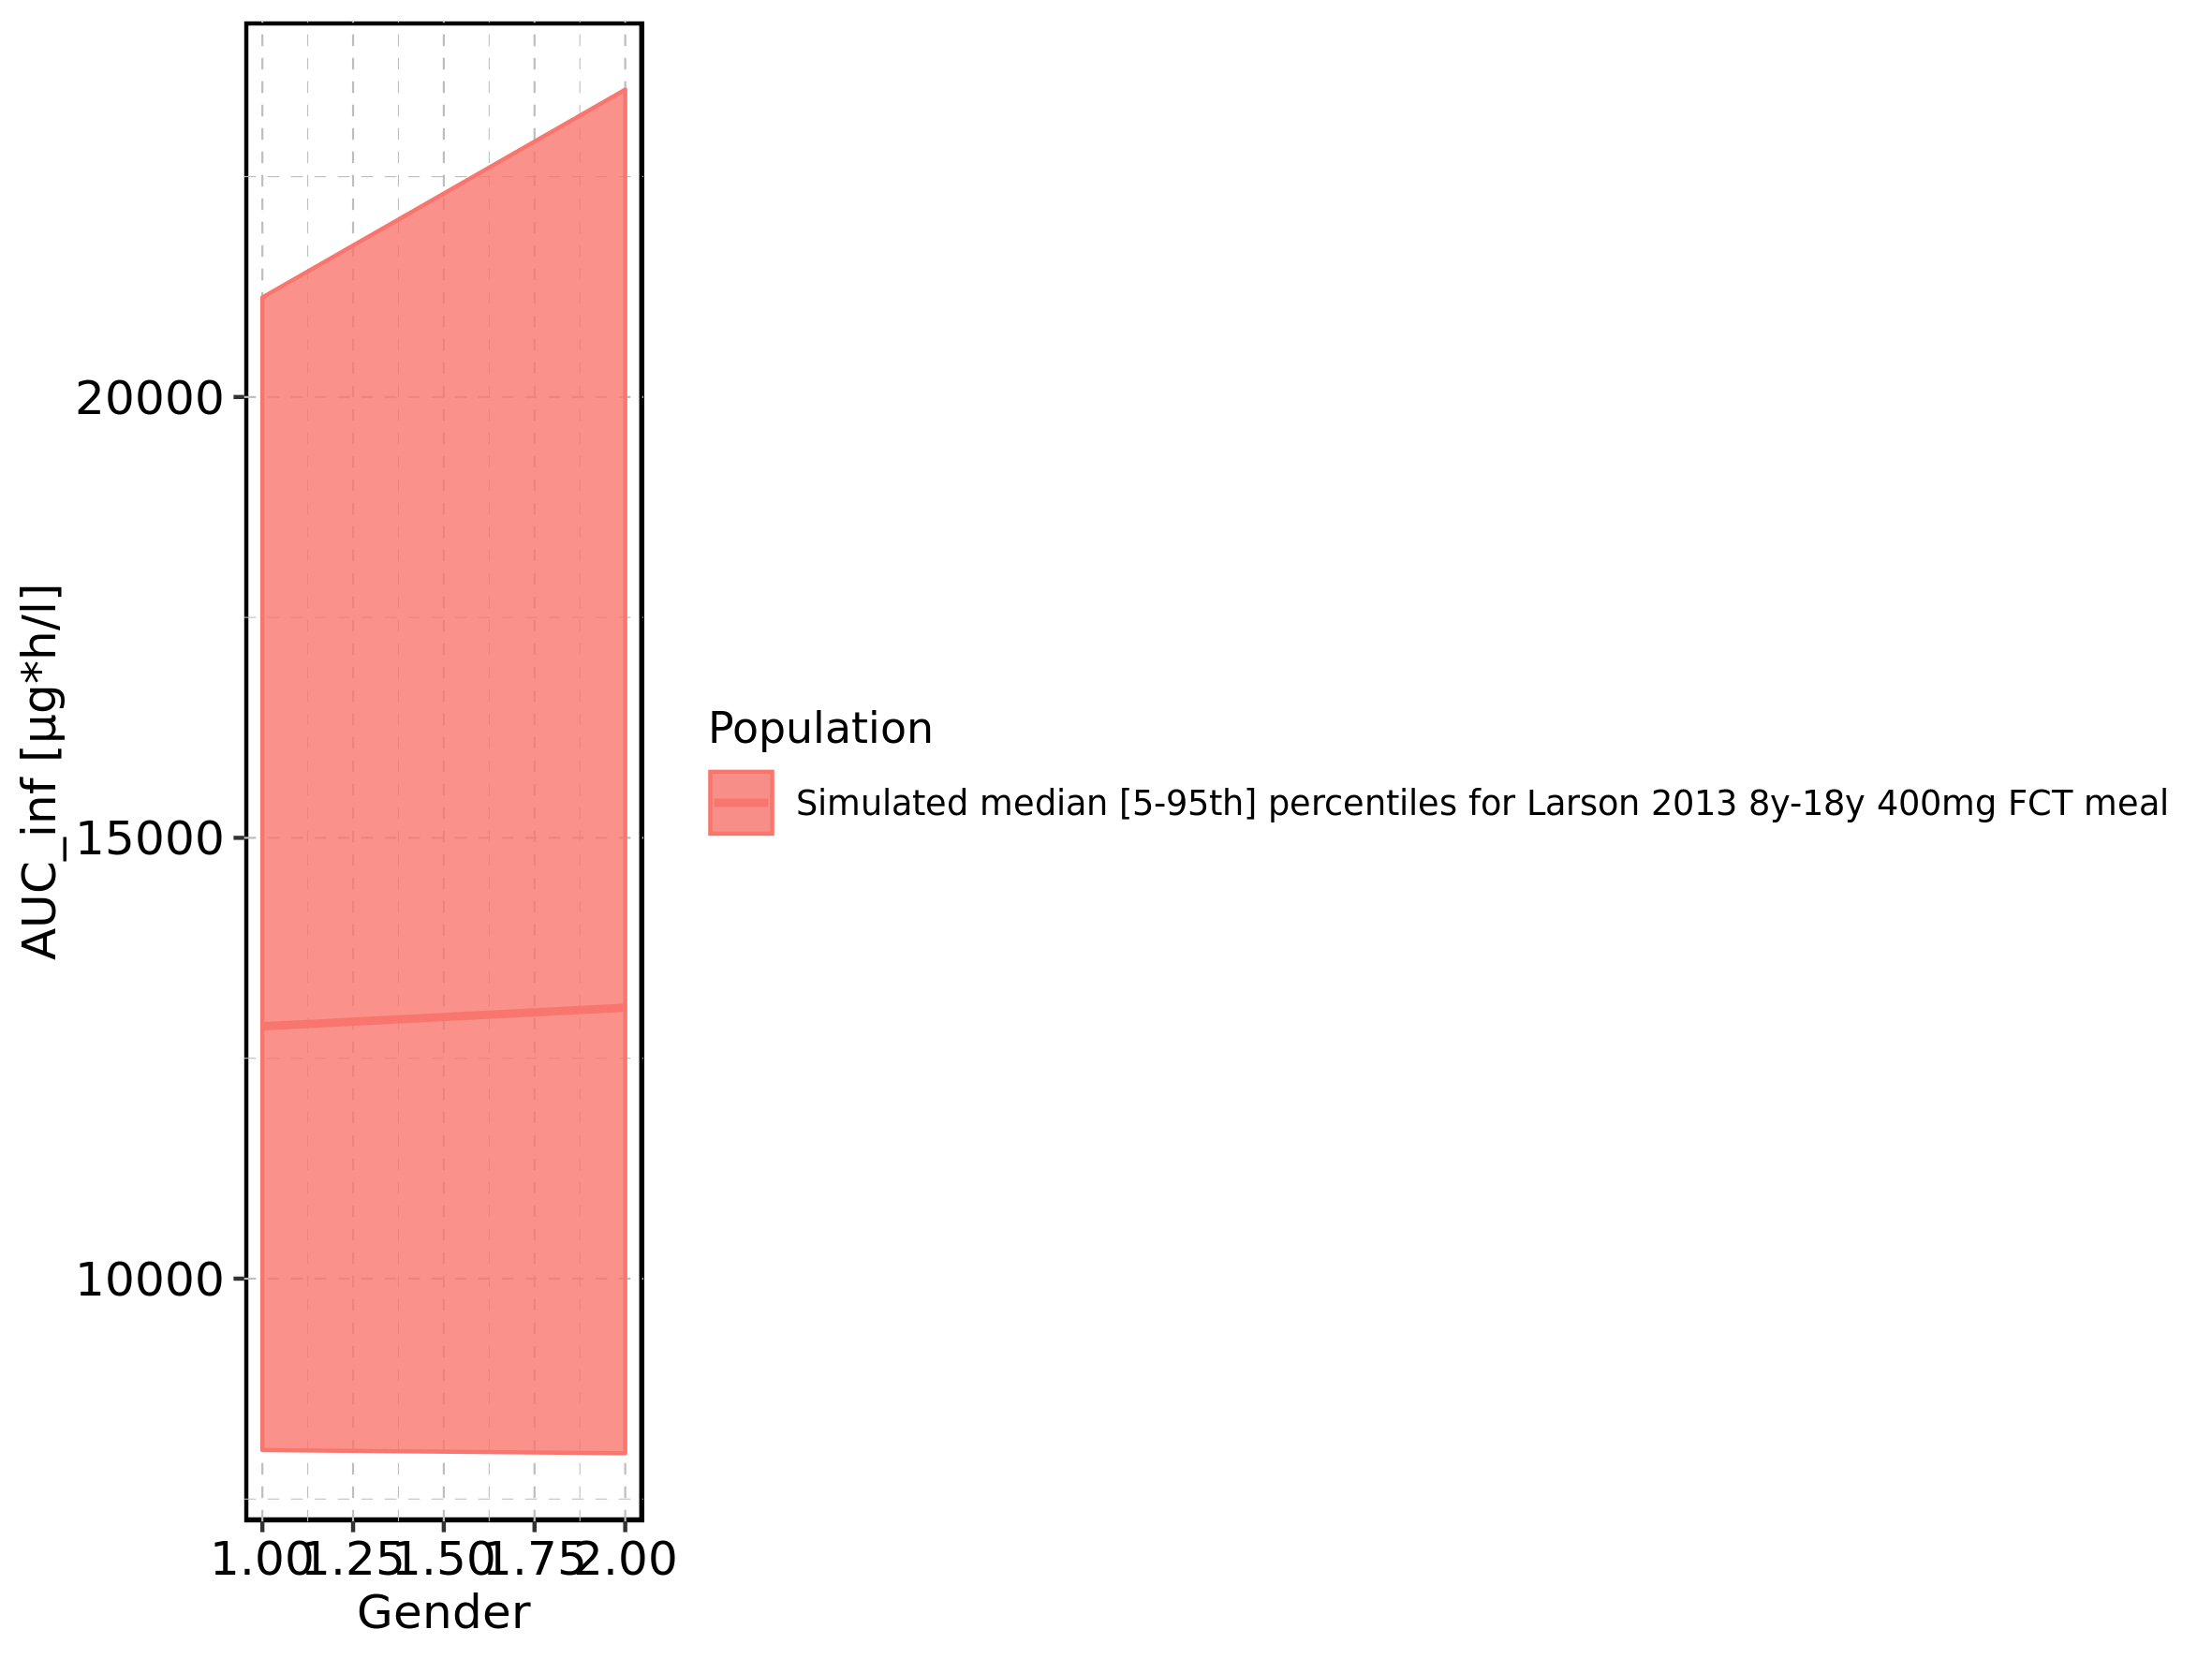 20000
15000
10000
AUC_inf [µg*h/l]
1.00 1.25 1.50 1.75 2.00
Gender
Population
Simulated median [5-95th] percentiles for Larson 2013 8y-18y 400mg FCT meal